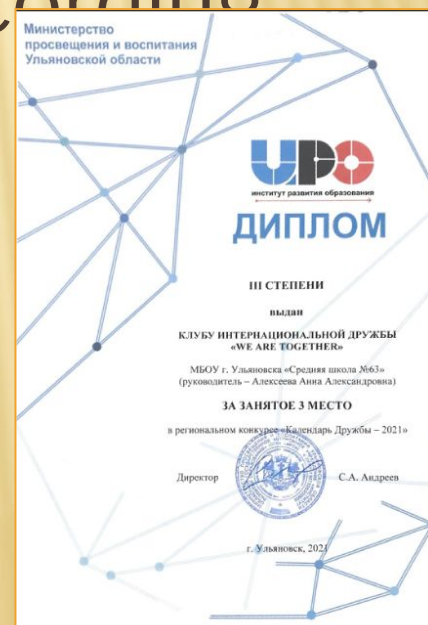 Министерство
просвещения и воспитания
Ульяновской области
ИРО
институт развития образования
ДИПЛОМ
III СТЕПЕНИ
выдан
КЛУБУ ИНТЕРНАЦИОНАЛЬНОЙ ДРУЖБЫ
«WE ARE TOGETHER»
МБОУ г. Ульяновска «Средняя школа №63»
(руководитель – Алексеева Анна Александровна)
ЗА ЗАНЯТОЕ 3 МЕСТО
в региональном конкурсе «Календарь Дружбы – 2021»
Директор С.А. Андреев
г. Ульяновск, 2021